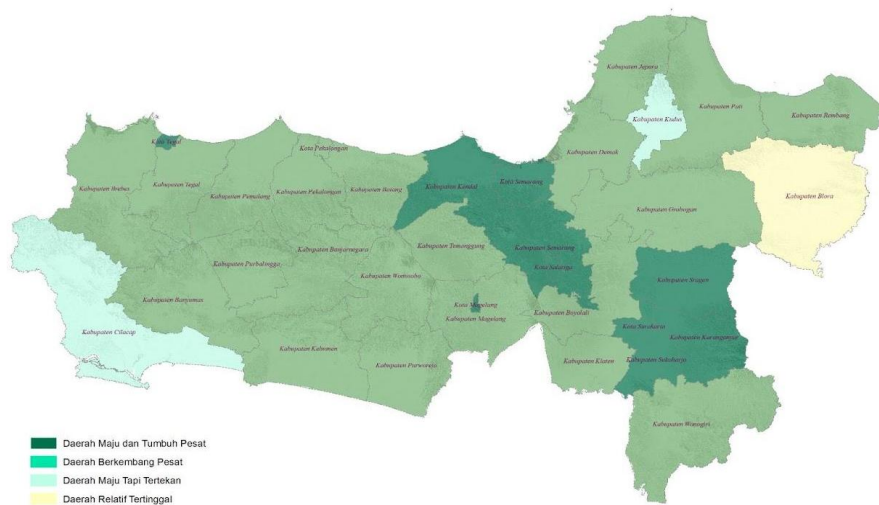 Kabupaten Jepara
Kabupaten Pati
Kabupaten Rembang
Kabupaten Kudus
Kota Tegal
Kota Pekalongan
Kabupaten Demak
Kabupaten Brebes
Kabupaten Tegal
Kabupaten Pemalang
Kabupaten Pekalongan
Kabupaten Batang
Kabupaten Kendal
Kota Semarang
Kabupaten Blora
Kabupaten Grobogan
Kabupaten Banjarnegara
Kabupaten Temanggung
Kabupaten Semarang
Kabupaten Purbalingga
Kabupaten Wonosobo
Kota Salatiga
Kabupaten Sragen
Kabupaten Banyumas
Kota Magelang
Kabupaten Magelang
Kabupaten Boyolali
Kota Surakarta
Kabupaten Karanganyar
Kabupaten Cilacap
Kabupaten Kebumen
Kabupaten Purworejo
Kabupaten Klaten
Kabupaten Sukoharjo
Kabupaten Wonogiri
Daerah Maju dan Tumbuh Pesat
Daerah Berkembang Pesat
Daerah Maju Tapi Tertekan
Daerah Relatif Tertinggal